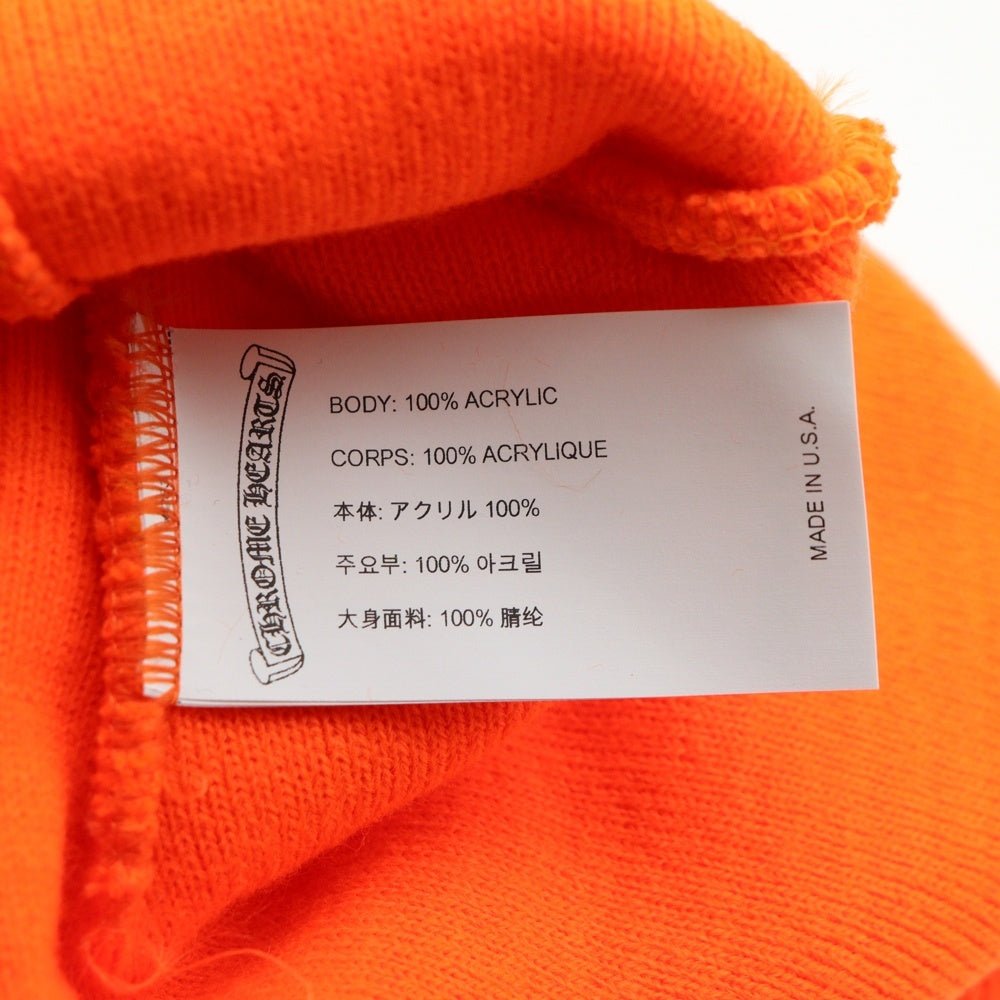 CHROME HEARTS
BODY: 100% ACRYLIC
CORPS: 100% ACRYLIQUE
本体: アクリル 100%
주요부: 100% 아크릴
大身面料: 100% 腈纶
MADE IN U.S.A.